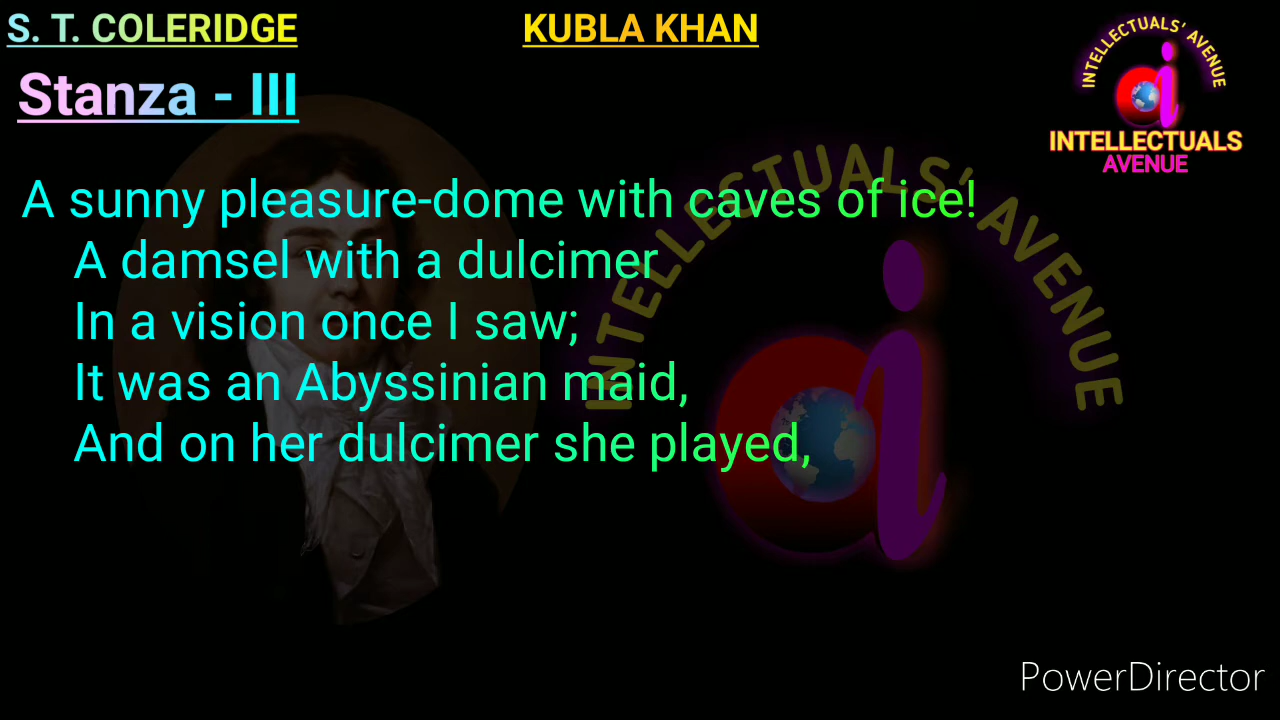 S. T. COLERIDGE
KUBLA KHAN
INTELLECTUALS' AVENUE
INTELLECTUALS
AVENUE
Stanza - III
A sunny pleasure-dome with caves of ice!
A damsel with a dulcimer
In a vision once I saw;
It was an Abyssinian maid,
And on her dulcimer she played,
INTELLECTUALS' AVENUE
PowerDirector